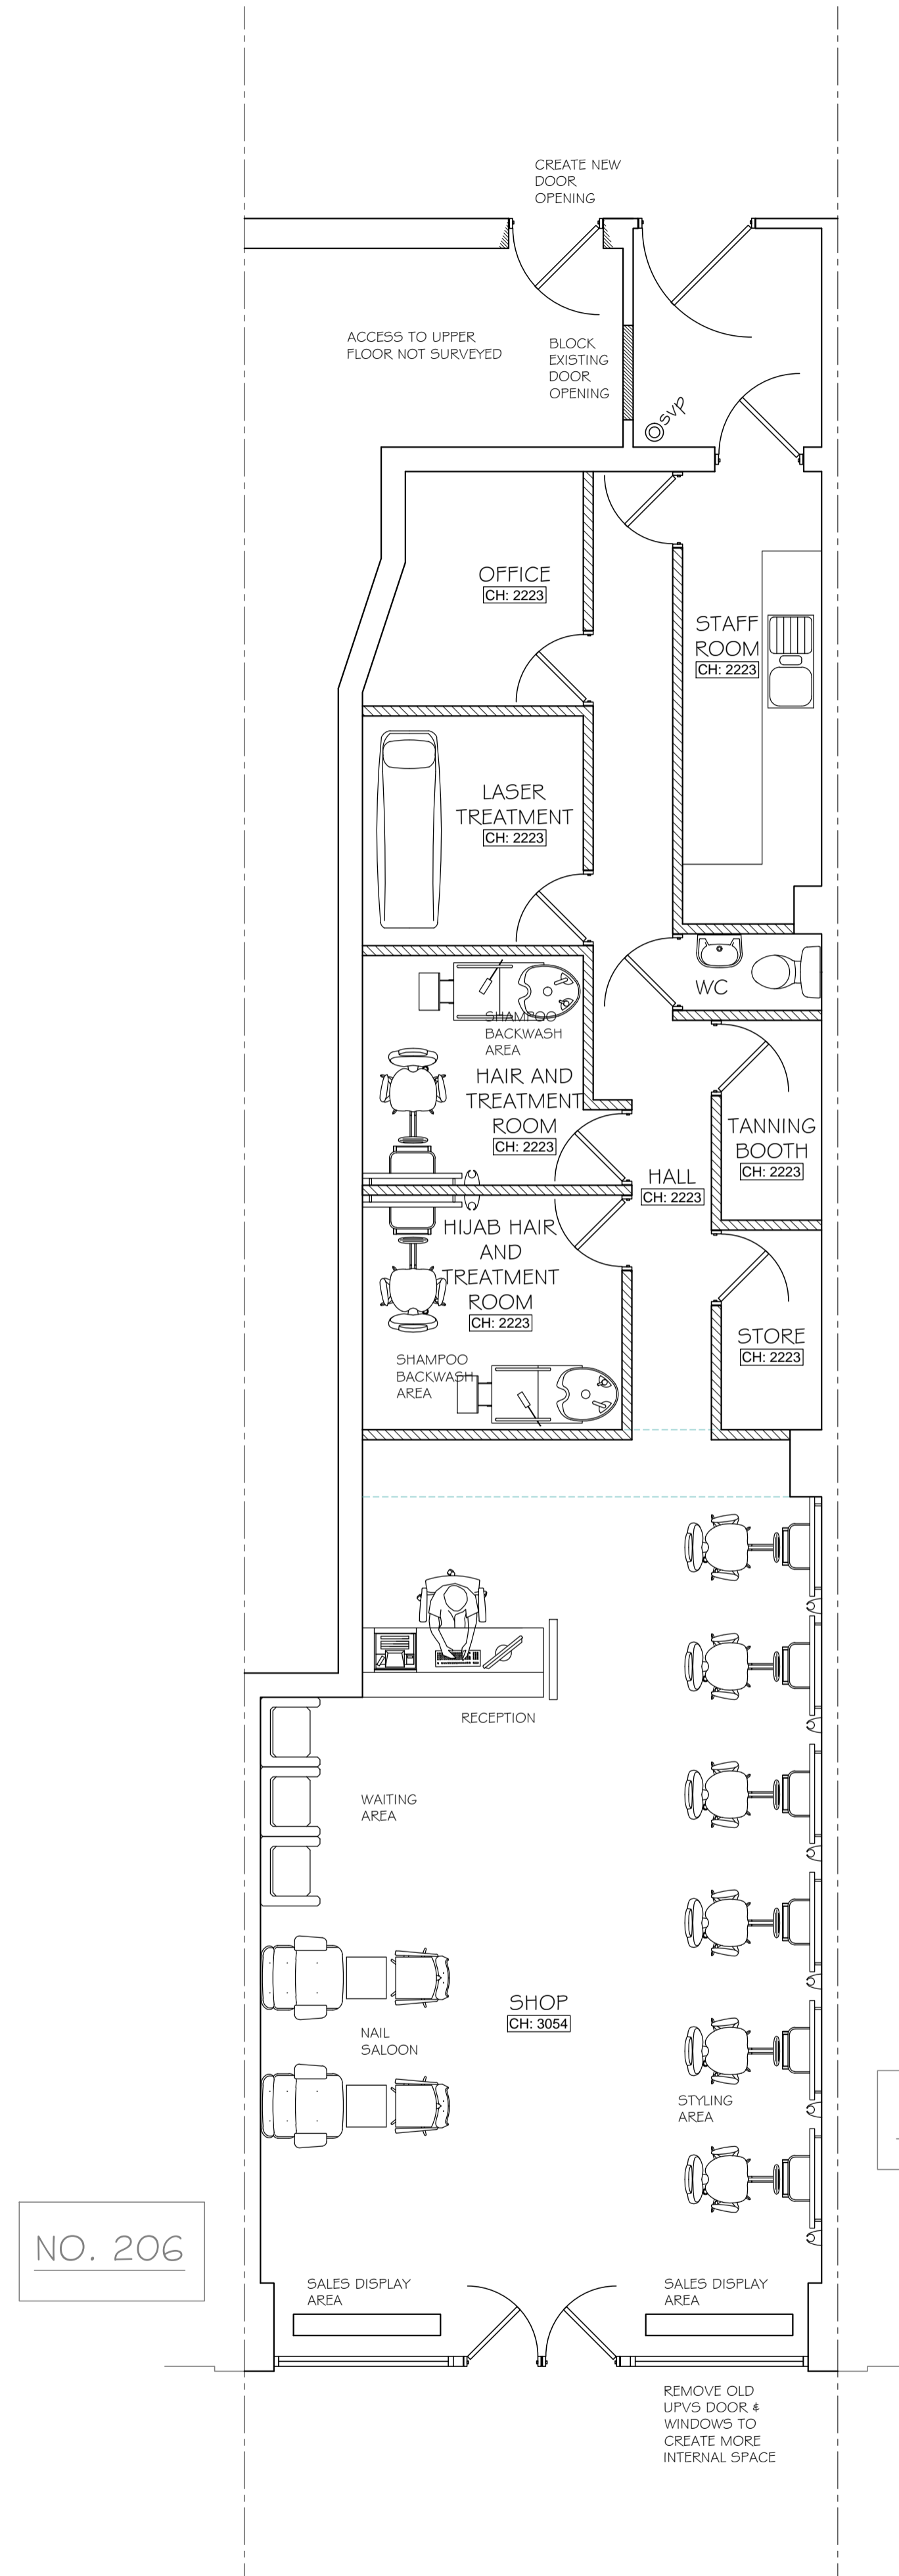 CREATE NEW
DOOR
OPENING
ACCESS TO UPPER
FLOOR NOT SURVEYED
BLOCK
EXISTING
DOOR
OPENING
SVP
OFFICE
CH: 2223
STAFF
ROOM
CH: 2223
LASER
TREATMENT
CH: 2223
WC
SHAMPOO
BACKWASH
AREA
HAIR AND
TREATMENT
ROOM
CH: 2223
TANNING
BOOTH
CH: 2223
HALL
CH: 2223
HIJAB HAIR
AND
TREATMENT
ROOM
CH: 2223
STORE
CH: 2223
SHAMPOO
BACKWASH
AREA
RECEPTION
WAITING
AREA
SHOP
CH: 3054
NAIL
SALOON
STYLING
AREA
NO. 206
SALES DISPLAY
AREA
SALES DISPLAY
AREA
REMOVE OLD
UPVS DOOR &
WINDOWS TO
CREATE MORE
INTERNAL SPACE